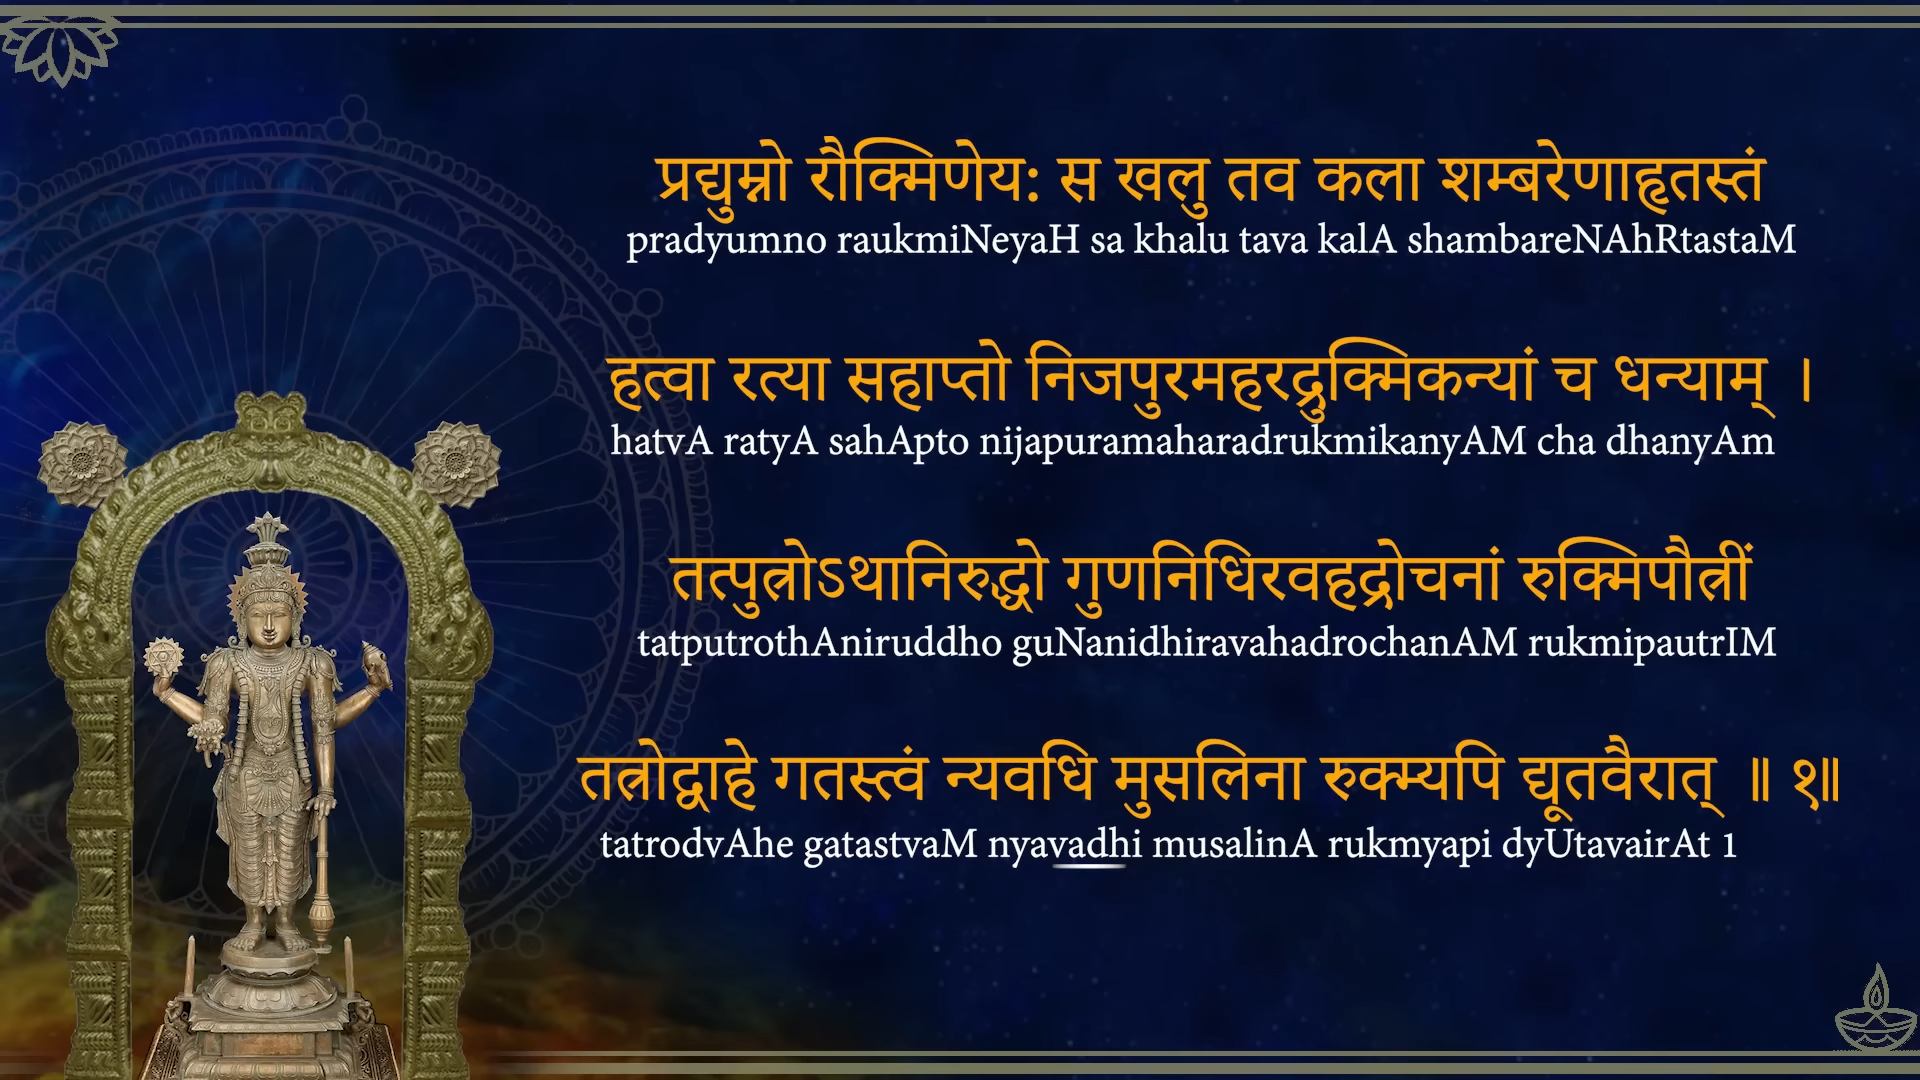 प्रद्युम्नो रौक्मिणेय: स खलु तव कला शम्बरेणाहृतस्तं
pradyumno raukmiNeyaH sa khalu tava kalA shambareNAhRtastaM
हत्वा रत्या सहाप्तो निजपुरमहरद्रुक्मिकन्यां च धन्याम् ।
hatvA ratyA sahApto nijapuramaharadrukmikanyAM cha dhanyAm
तत्पुत्रोऽथानिरुद्धो गुणनिधिरवहद्रोचनां रुक्मिपौत्रीं
tatputrothAniruddho guNanidhiravahadrochanAM rukmipautrIM
तत्रोद्वाहे गतस्त्वं न्यवधि मुसलिना रुक्म्यपि द्यूतवैरात् ॥ १॥
tatrodvAhe gatastvaM nyavadhi musalinA rukmyapi dyUtavairAt 1